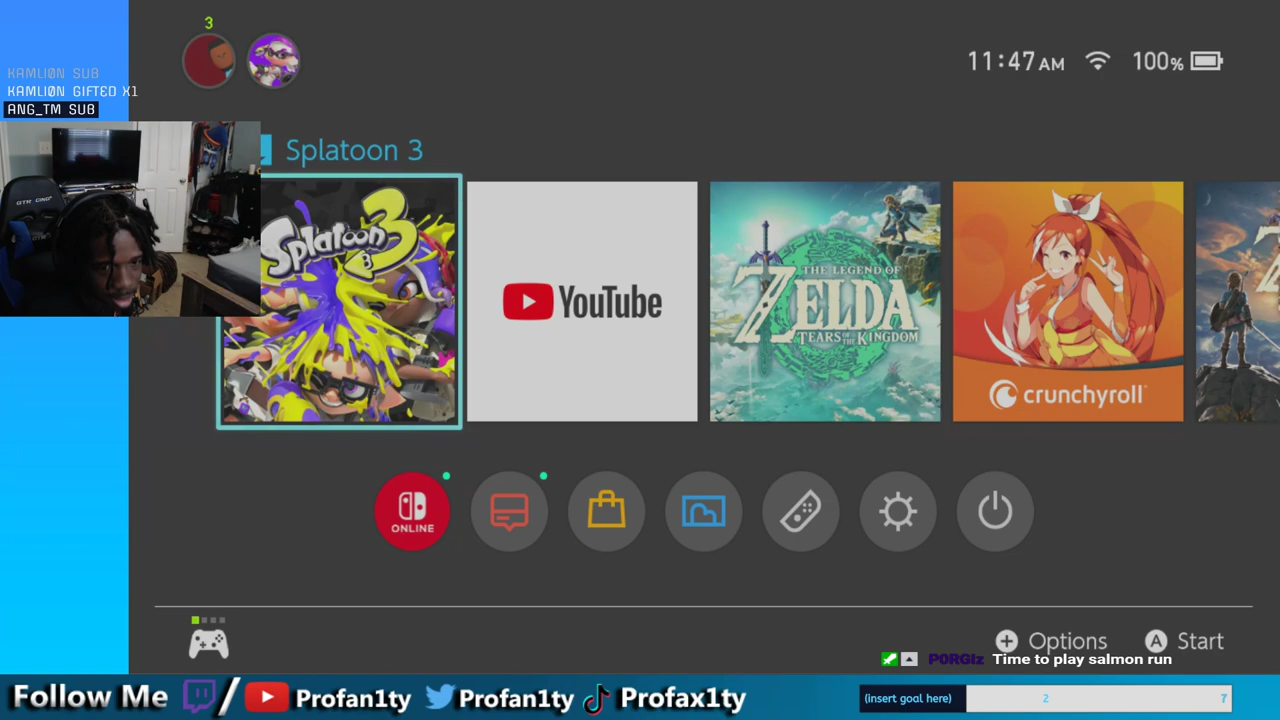 3
11:47 AM 100%
KAMLI0N SUB
KAMLI0N GIFTED X1
ANG_TM SUB
Splatoon 3
Splatoon 3
YouTube
THE LEGEND OF
ZELDA
TEARS OF THE KINGDOM
crunchyroll
ONLINE
Options
Start
P0RGIz Time to play salmon run
Follow Me / Profan1ty Profan1ty Profax1ty
(insert goal here) 2 7